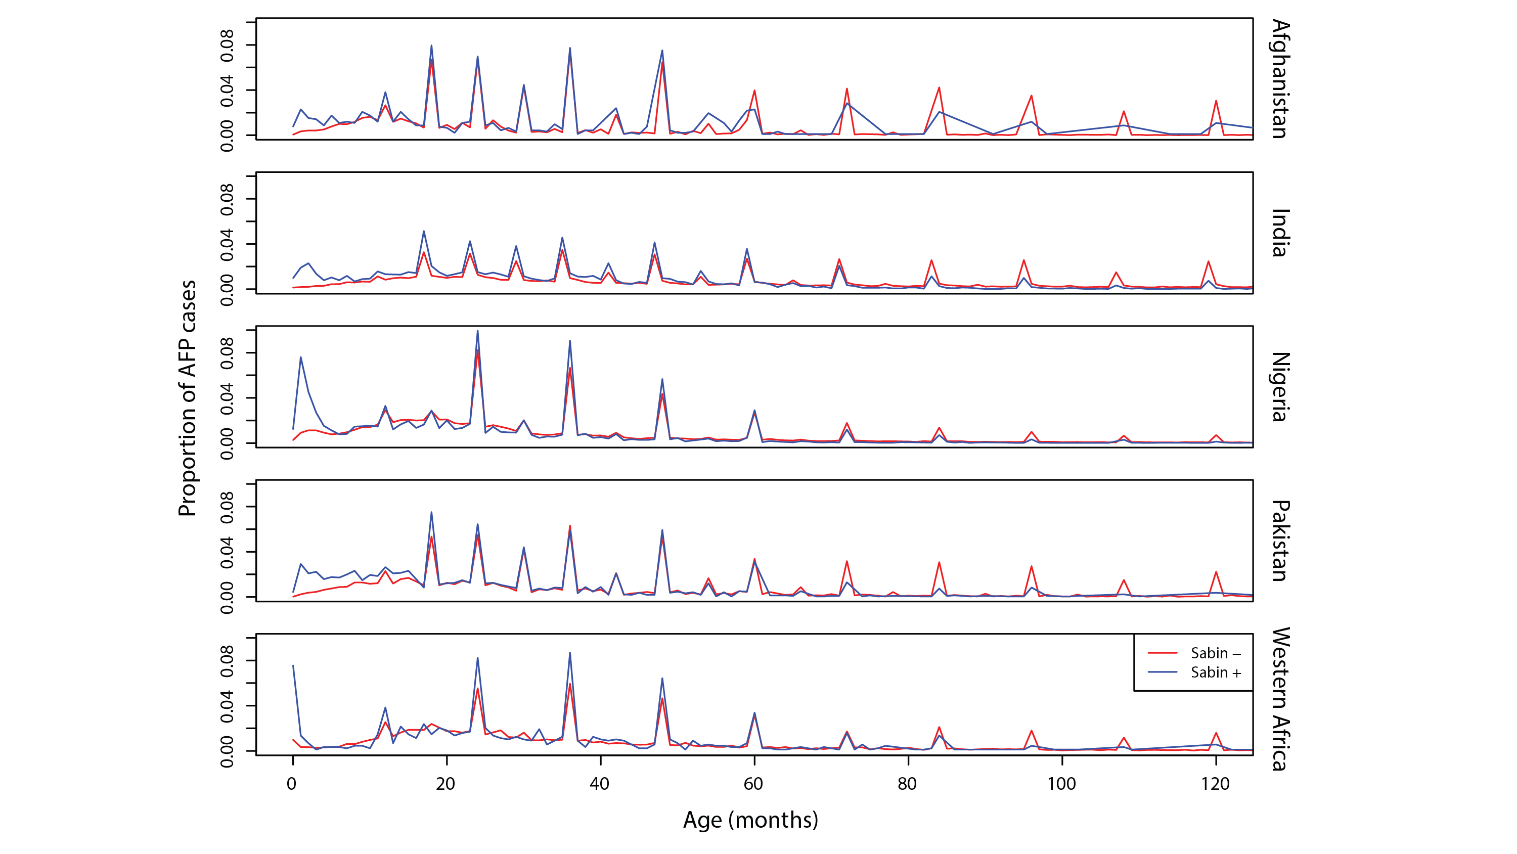 0.00 0.04 0.08
Afghanistan
0.00 0.04 0.08
India
0.00 0.04 0.08
Nigeria
0.00 0.04 0.08
Pakistan
0.00 0.04 0.08
Western Africa
Sabin −
Sabin +
Proportion of AFP cases
0 20 40 60 80 100 120
Age (months)